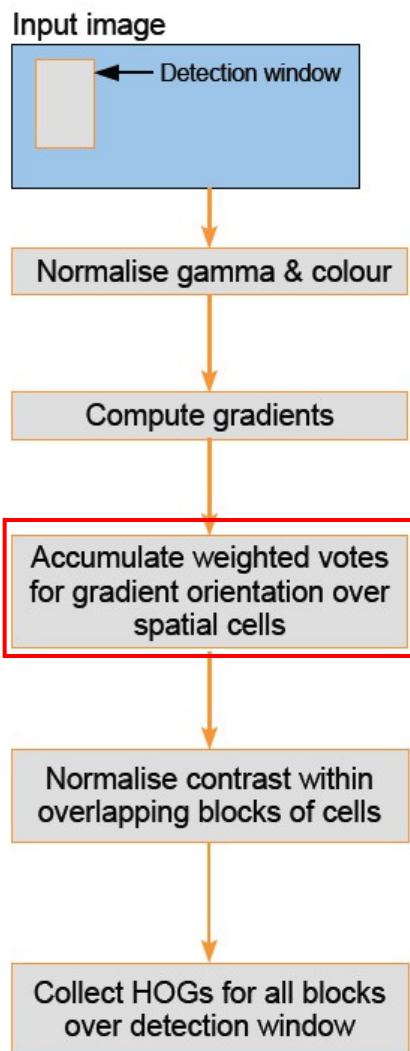 Input image
Detection window
Normalise gamma & colour
Compute gradients
Accumulate weighted votes
for gradient orientation over
spatial cells
Normalise contrast within
overlapping blocks of cells
Collect HOGs for all blocks
over detection window